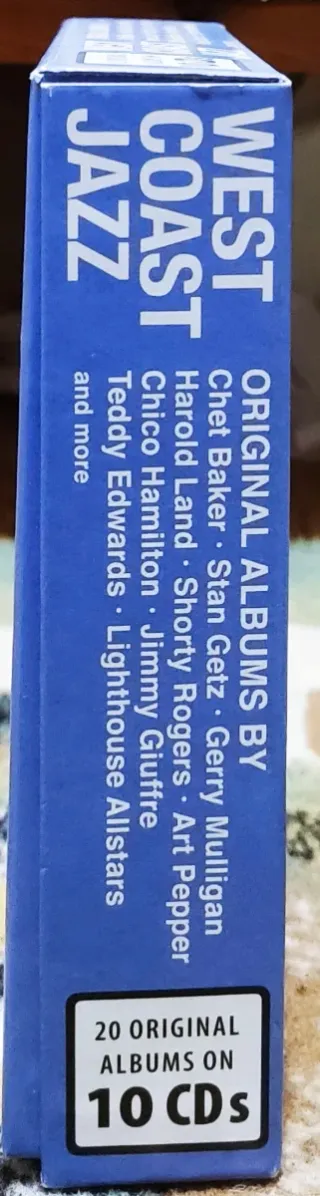 WEST
COAST
JAZZ
ORIGINAL ALBUMS BY
Chet Baker · Stan Getz · Gerry Mulligan
Harold Land · Shorty Rogers · Art Pepper
Chico Hamilton · Jimmy Giuffre
Teddy Edwards · Lighthouse Allstars
and more
20 ORIGINAL
ALBUMS ON
10 CDs